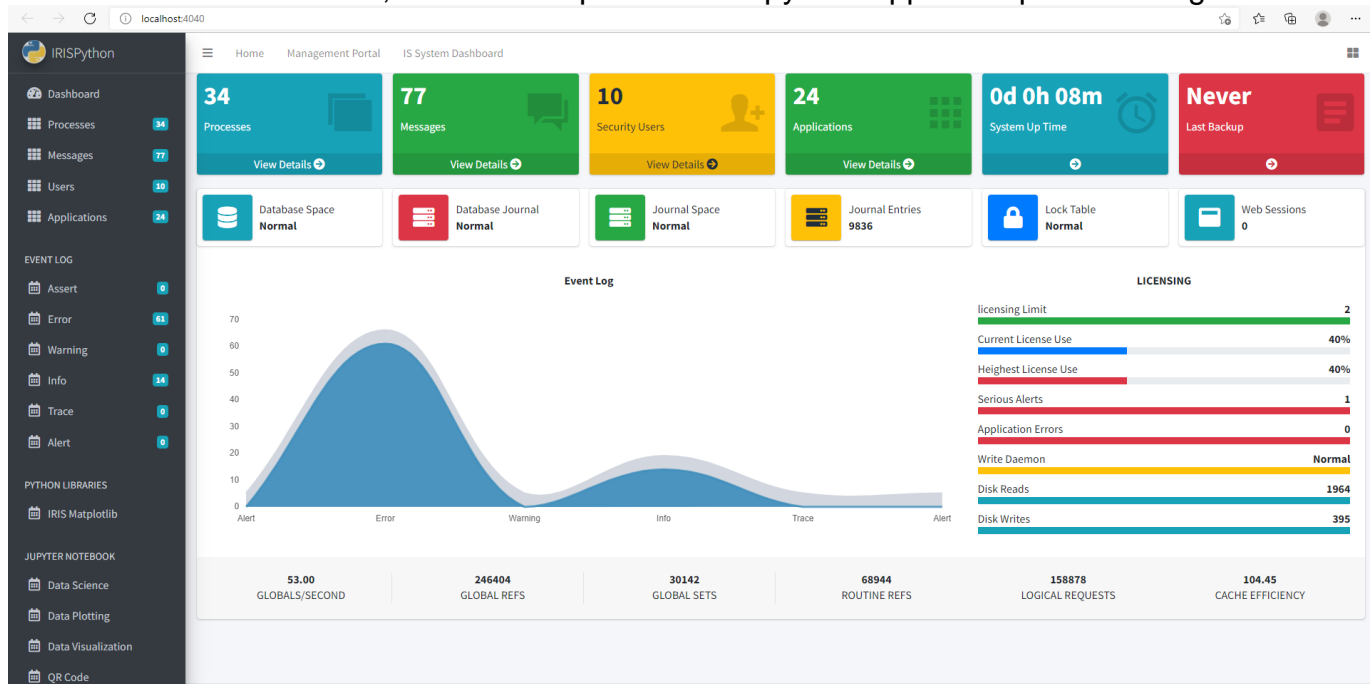 localhost:4040
IRISPython
Home Management Portal IS System Dashboard
Dashboard
Processes 34
Messages 77
Users 10
Applications 24
EVENT LOG
Assert 0
Error 61
Warning 0
Info 14
Trace 0
Alert 0
PYTHON LIBRARIES
IRIS Matplotlib
JUPYTER NOTEBOOK
Data Science
Data Plotting
Data Visualization
QR Code
34
Processes
View Details
77
Messages
View Details
10
Security Users
View Details
24
Applications
View Details
0d 0h 08m
System Up Time
Never
Last Backup
Database Space
Normal
Database Journal
Normal
Journal Space
Normal
Journal Entries
9836
Lock Table
Normal
Web Sessions
0
Event Log
70
60
50
40
30
20
10
0
Alert Error Warning Info Trace Alert
LICENSING
licensing Limit 2
Current License Use 40%
Heighest License Use 40%
Serious Alerts 1
Application Errors 0
Write Daemon Normal
Disk Reads 1964
Disk Writes 395
53.00
GLOBALS/SECOND
246404
GLOBAL REFS
30142
GLOBAL SETS
68944
ROUTINE REFS
158878
LOGICAL REQUESTS
104.45
CACHE EFFICIENCY